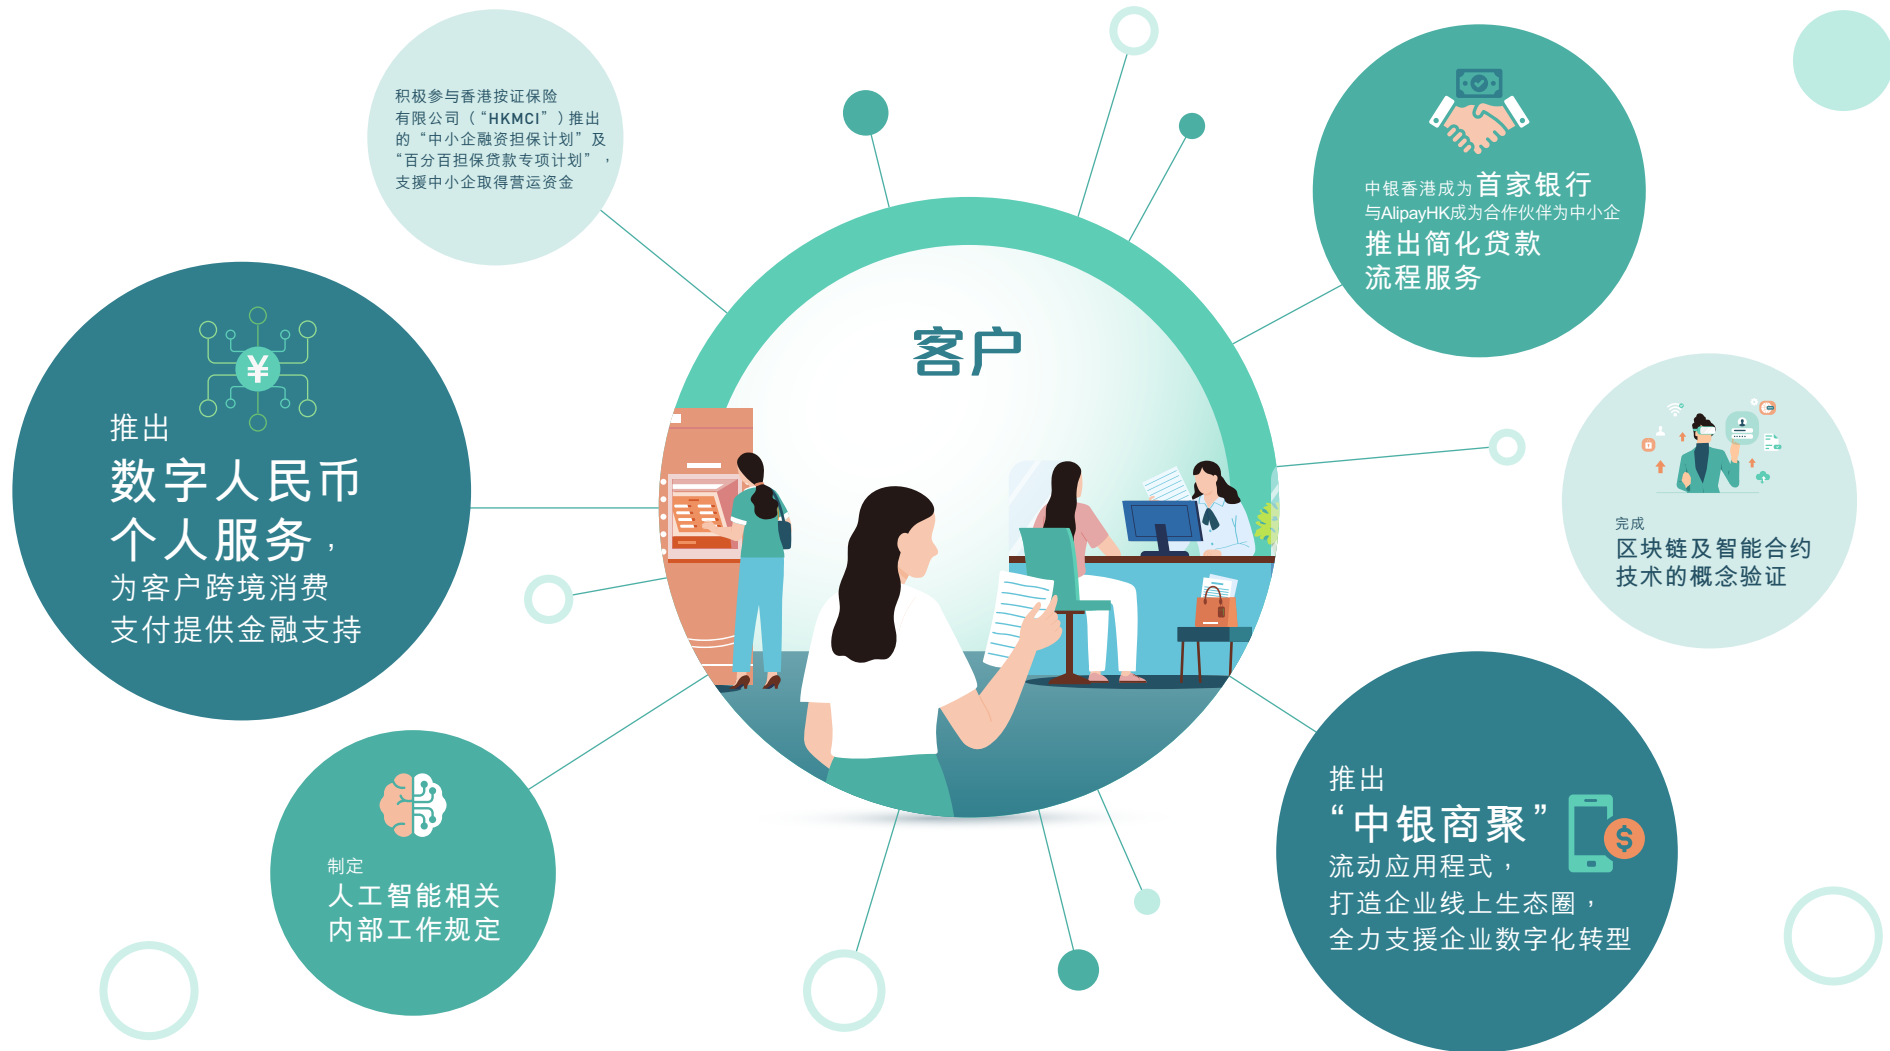 积极参与香港按证保险
有限公司（“HKMCI”）推出
的“中小企融资担保计划”及
“百分百担保贷款专项计划”，
支援中小企取得营运资金
推出
数字人民币
个人服务，
为客户跨境消费
支付提供金融支持
制定
人工智能相关
内部工作规定
客户
中银香港成为首家银行
与AlipayHK成为合作伙伴为中小企
推出简化贷款
流程服务
完成
区块链及智能合约
技术的概念验证
推出
“中银商聚”
流动应用程式，
打造企业线上生态圈，
全力支援企业数字化转型